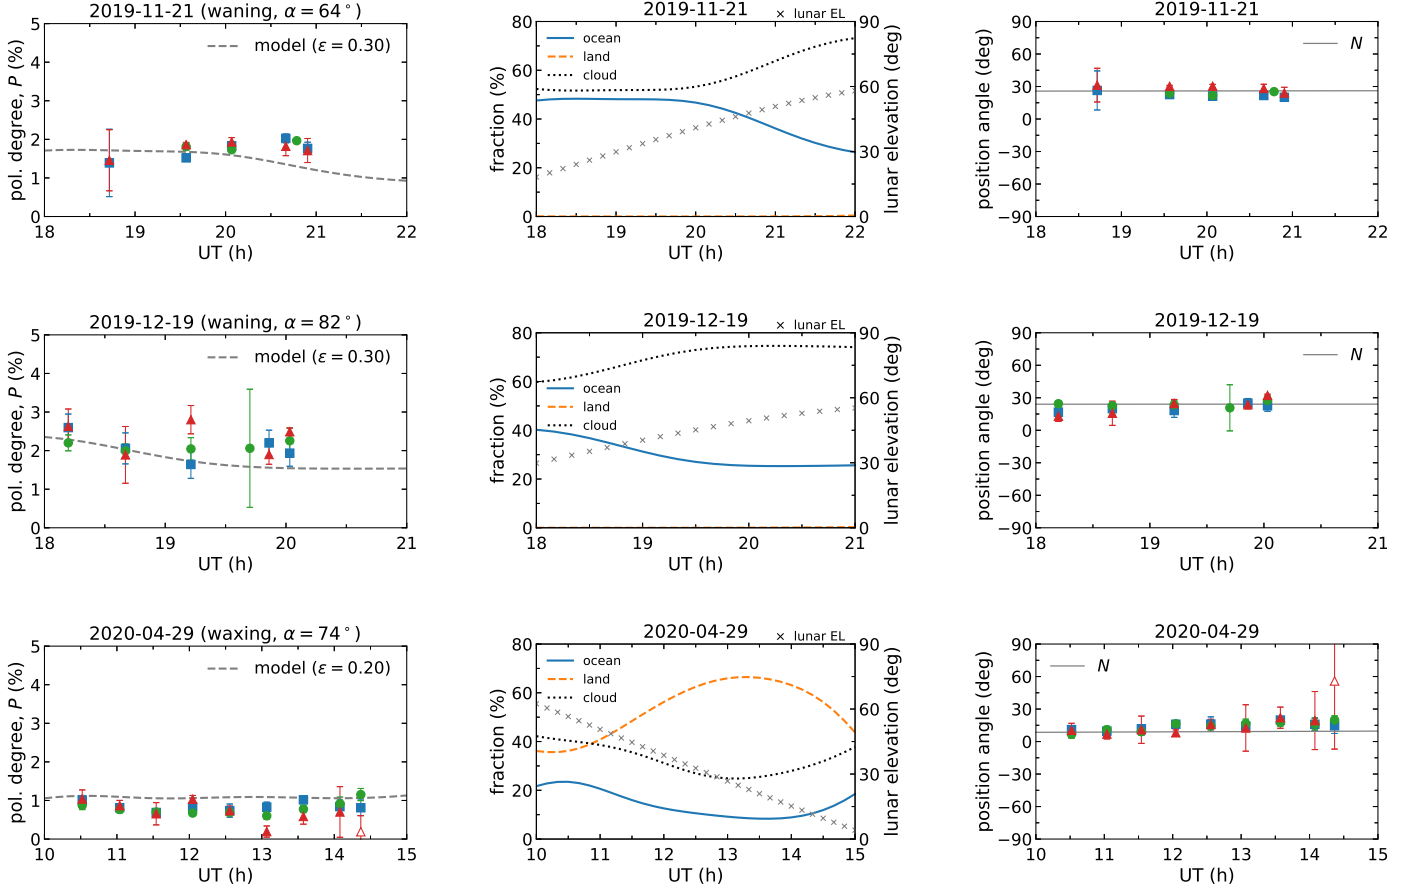 2019-11-21 (waning, α = 64°)
model (ε = 0.30)
pol. degree, P (%)
5
4
3
2
1
0
18 19 20 21 22
UT (h)
2019-11-21
× lunar EL
ocean
land
cloud
fraction (%)
80
60
40
20
0
90
60
30
0
lunar elevation (deg)
18 19 20 21 22
UT (h)
2019-11-21
N
position angle (deg)
90
60
30
0
−30
−60
−90
18 19 20 21 22
UT (h)
2019-12-19 (waning, α = 82°)
model (ε = 0.30)
pol. degree, P (%)
5
4
3
2
1
0
18 19 20 21
UT (h)
2019-12-19
× lunar EL
ocean
land
cloud
fraction (%)
80
60
40
20
0
90
60
30
0
lunar elevation (deg)
18 19 20 21
UT (h)
2019-12-19
N
position angle (deg)
90
60
30
0
−30
−60
−90
18 19 20 21
UT (h)
2020-04-29 (waxing, α = 74°)
model (ε = 0.20)
pol. degree, P (%)
5
4
3
2
1
0
10 11 12 13 14 15
UT (h)
2020-04-29
× lunar EL
ocean
land
cloud
fraction (%)
80
60
40
20
0
90
60
30
0
lunar elevation (deg)
10 11 12 13 14 15
UT (h)
2020-04-29
N
position angle (deg)
90
60
30
0
−30
−60
−90
10 11 12 13 14 15
UT (h)